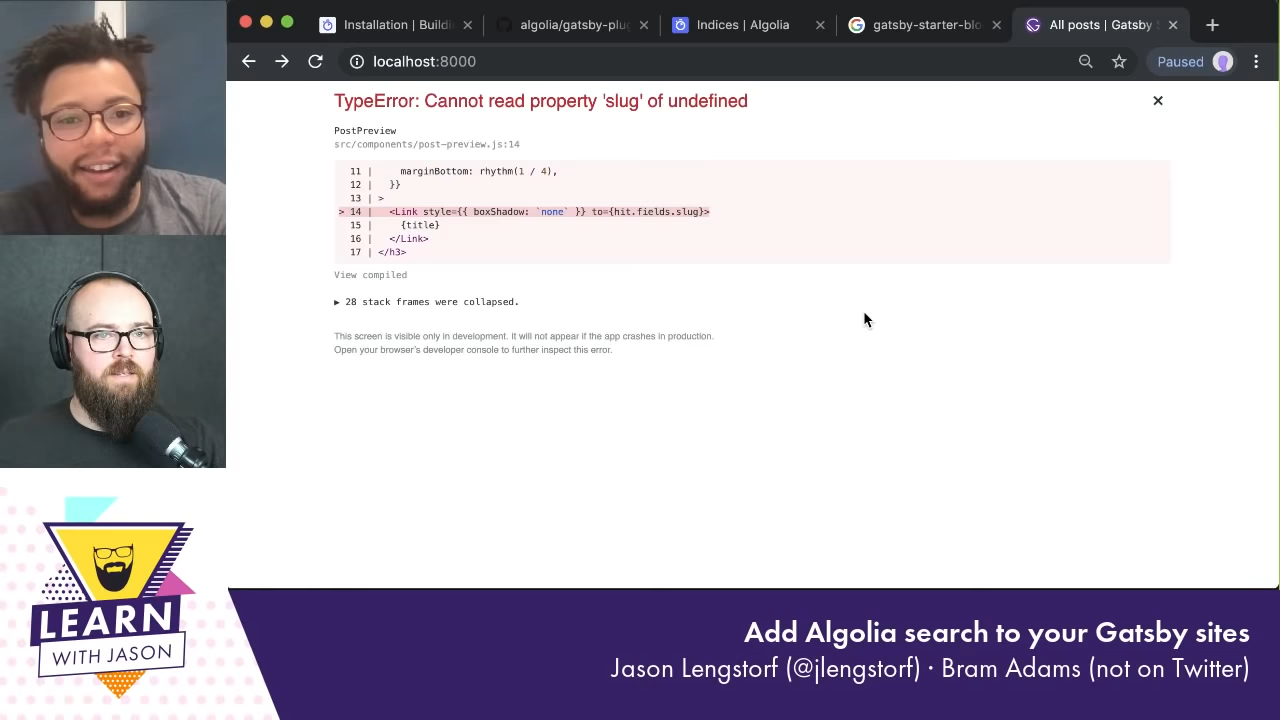 Installation | Buildi
algolia/gatsby-plug
Indices | Algolia
gatsby-starter-blo
All posts | Gatsby S
localhost:8000
Paused
TypeError: Cannot read property 'slug' of undefined
PostPreview
src/components/post-preview.js:14
11 | marginBottom: rhythm(1 / 4),
12 | }}
13 | >
> 14 | <Link style={{ boxShadow: `none` }} to={hit.fields.slug}>
15 | {title}
16 | </Link>
17 | </h3>
View compiled
▶ 28 stack frames were collapsed.
This screen is visible only in development. It will not appear if the app crashes in production.
Open your browser's developer console to further inspect this error.
LEARN
WITH JASON
Add Algolia search to your Gatsby sites
Jason Lengstorf (@jlengstorf) · Bram Adams (not on Twitter)